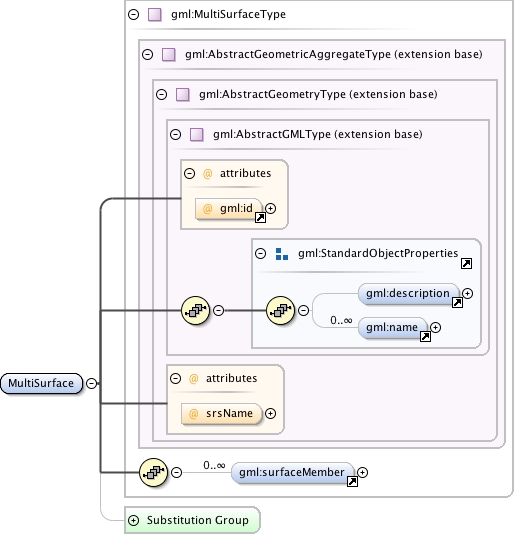 gml:MultiSurfaceType
gml:AbstractGeometricAggregateType (extension base)
gml:AbstractGeometryType (extension base)
gml:AbstractGMLType (extension base)
@ attributes
@ gml:id
gml:StandardObjectProperties
gml:description
0..∞
gml:name
MultiSurface
@ attributes
@ srsName
0..∞
gml:surfaceMember
Substitution Group